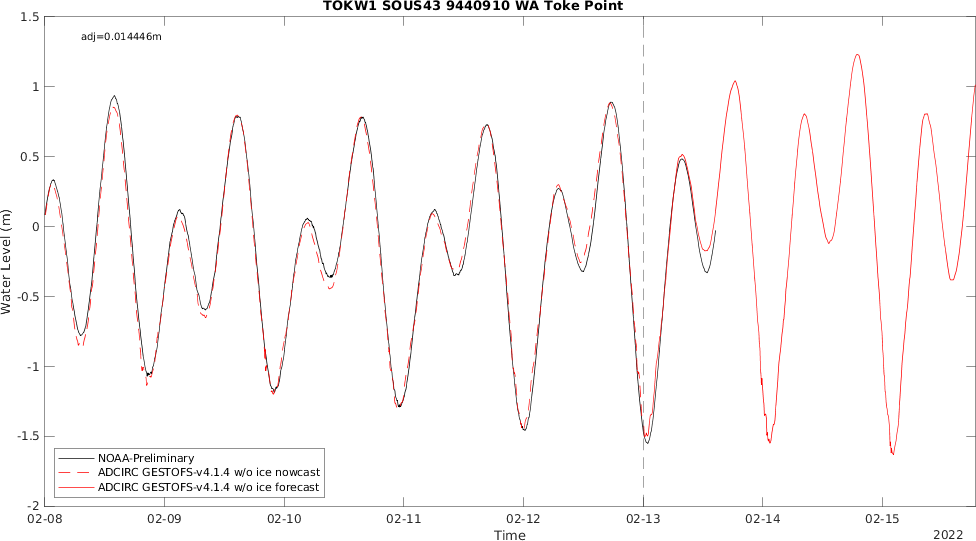 TOKW1 SOUS43 9440910 WA Toke Point
adj=0.014446m
1.5
1
0.5
0
-0.5
-1
-1.5
-2
Water Level (m)
NOAA-Preliminary
ADCIRC GESTOFS-v4.1.4 w/o ice nowcast
ADCIRC GESTOFS-v4.1.4 w/o ice forecast
02-08 02-09 02-10 02-11 02-12 02-13 02-14 02-15
Time
2022